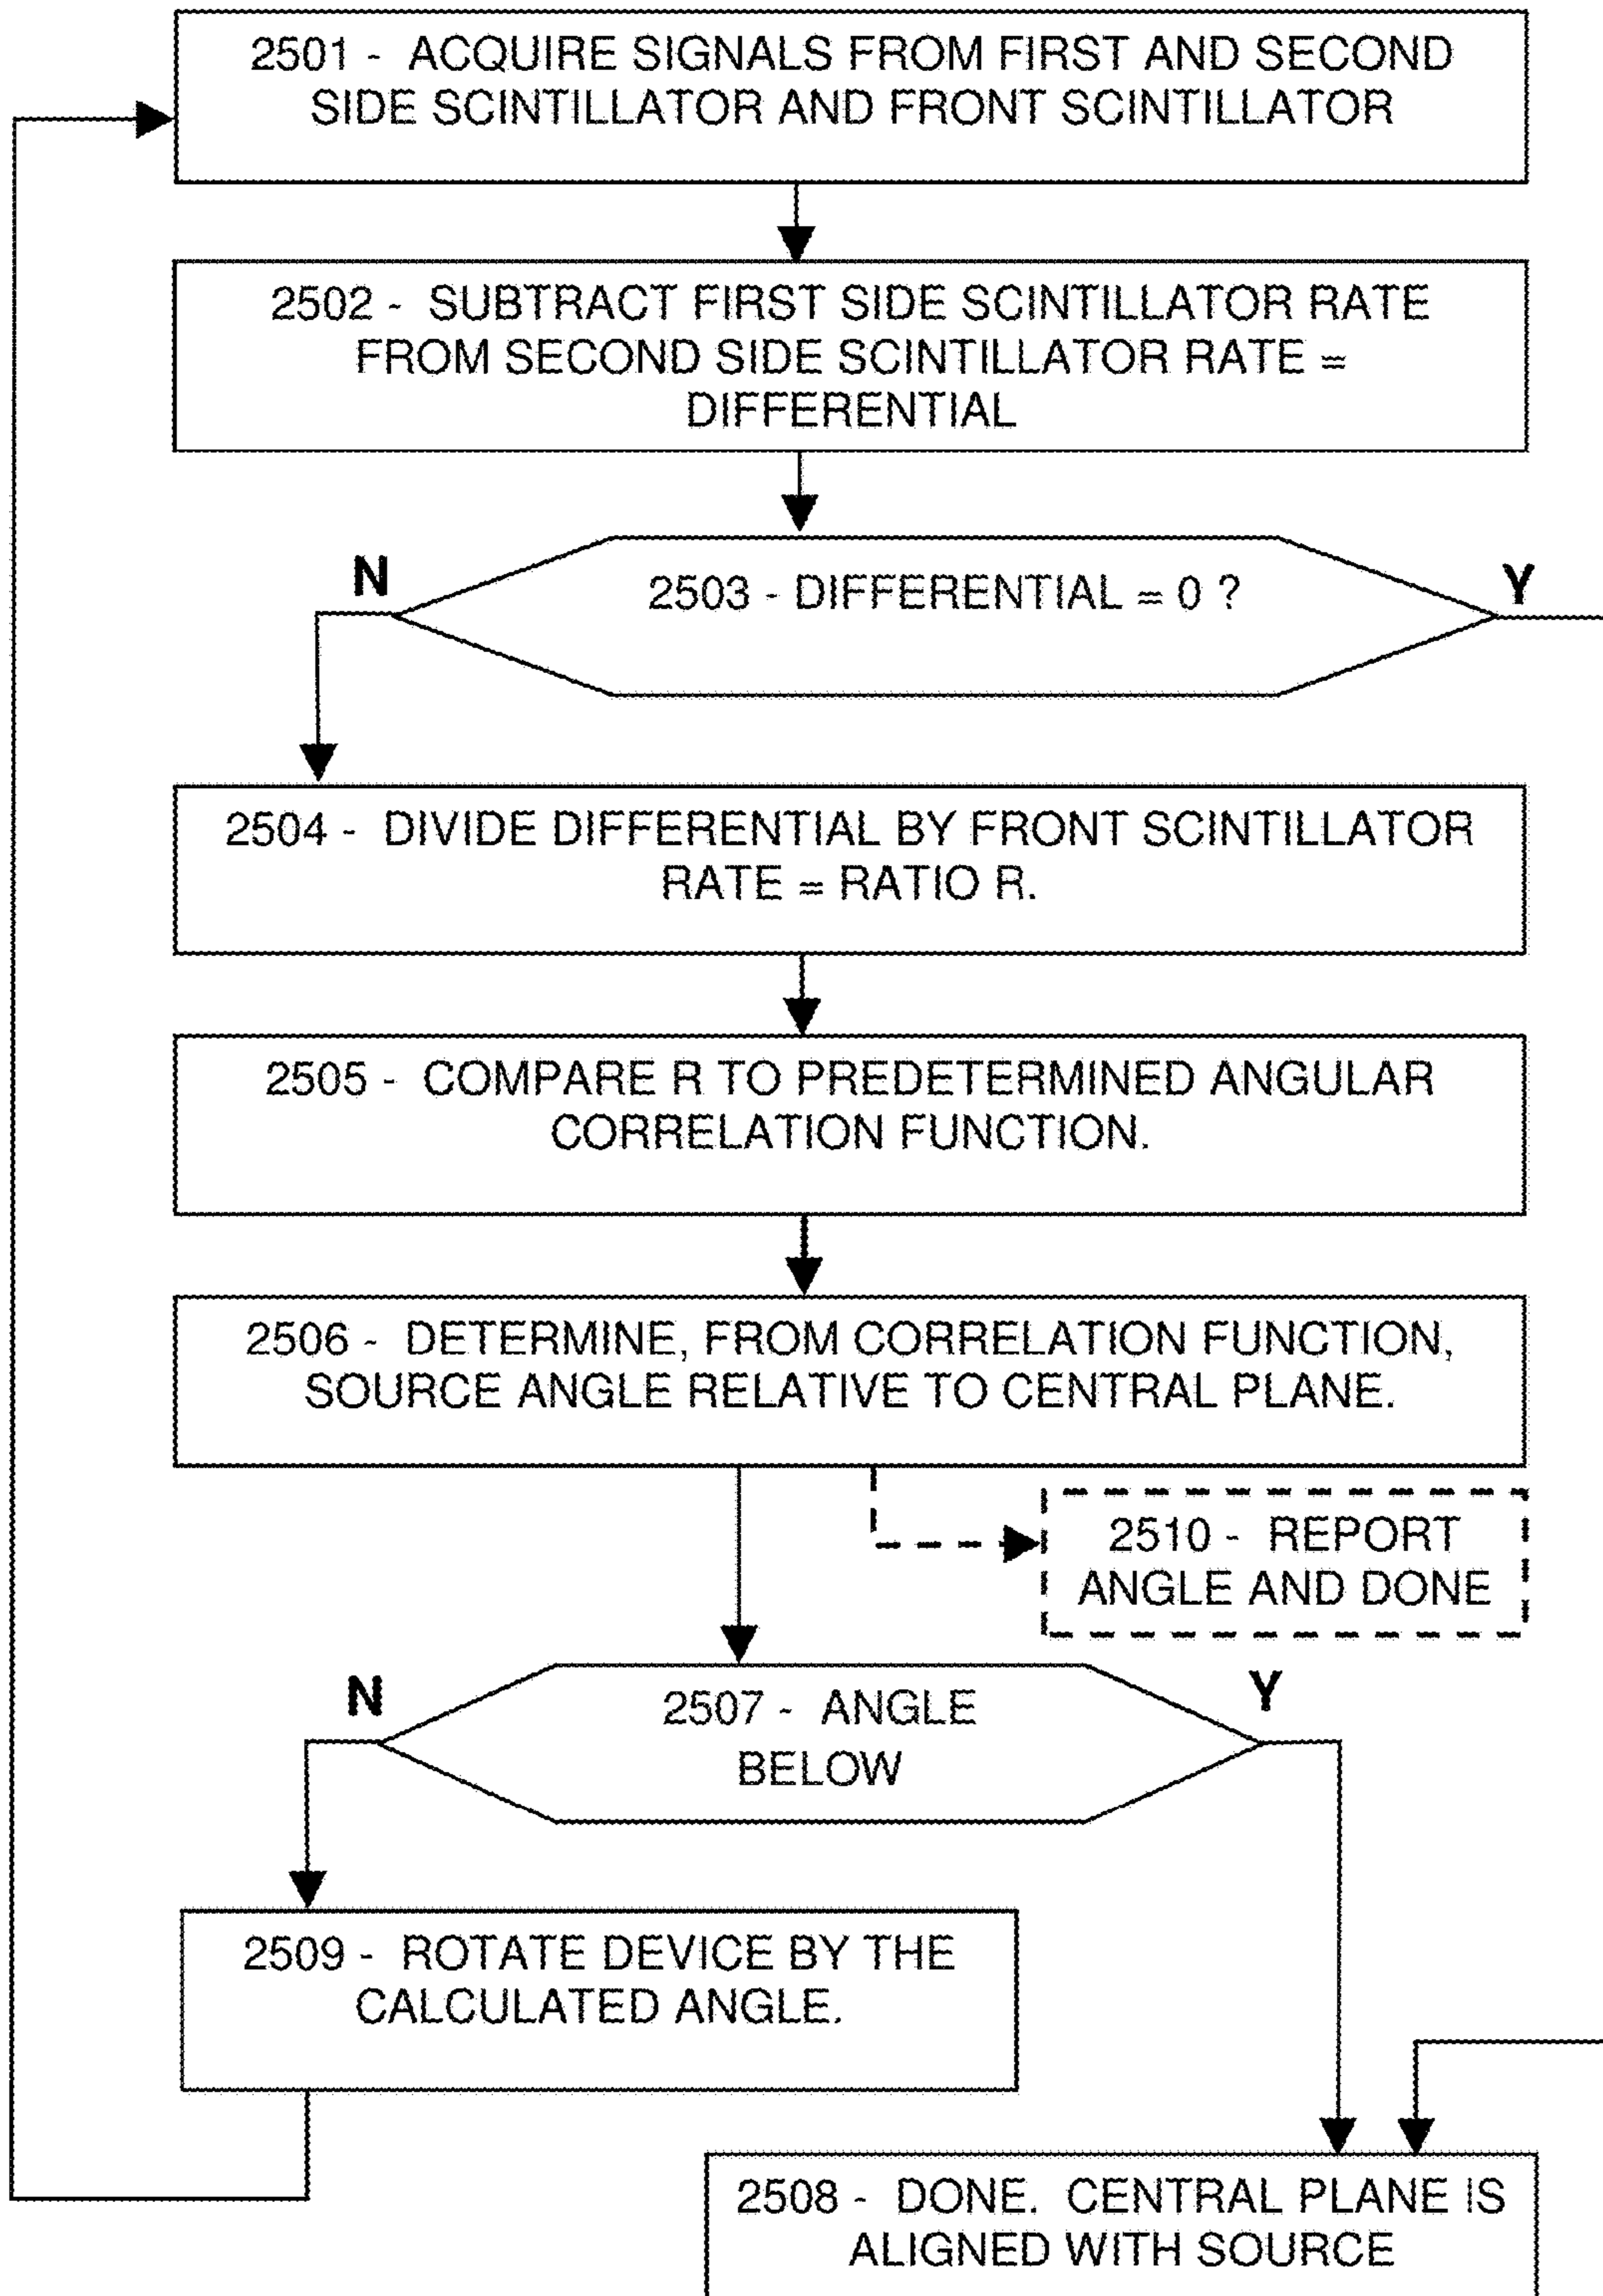 2501 - ACQUIRE SIGNALS FROM FIRST AND SECOND
SIDE SCINTILLATOR AND FRONT SCINTILLATOR
2502 - SUBTRACT FIRST SIDE SCINTILLATOR RATE
FROM SECOND SIDE SCINTILLATOR RATE =
DIFFERENTIAL
N
2503 - DIFFERENTIAL = 0 ?
Y
2504 - DIVIDE DIFFERENTIAL BY FRONT SCINTILLATOR
RATE = RATIO R.
2505 - COMPARE R TO PREDETERMINED ANGULAR
CORRELATION FUNCTION.
2506 - DETERMINE, FROM CORRELATION FUNCTION,
SOURCE ANGLE RELATIVE TO CENTRAL PLANE.
2510 - REPORT
ANGLE AND DONE
N
2507 - ANGLE
BELOW
Y
2509 - ROTATE DEVICE BY THE
CALCULATED ANGLE.
2508 - DONE. CENTRAL PLANE IS
ALIGNED WITH SOURCE